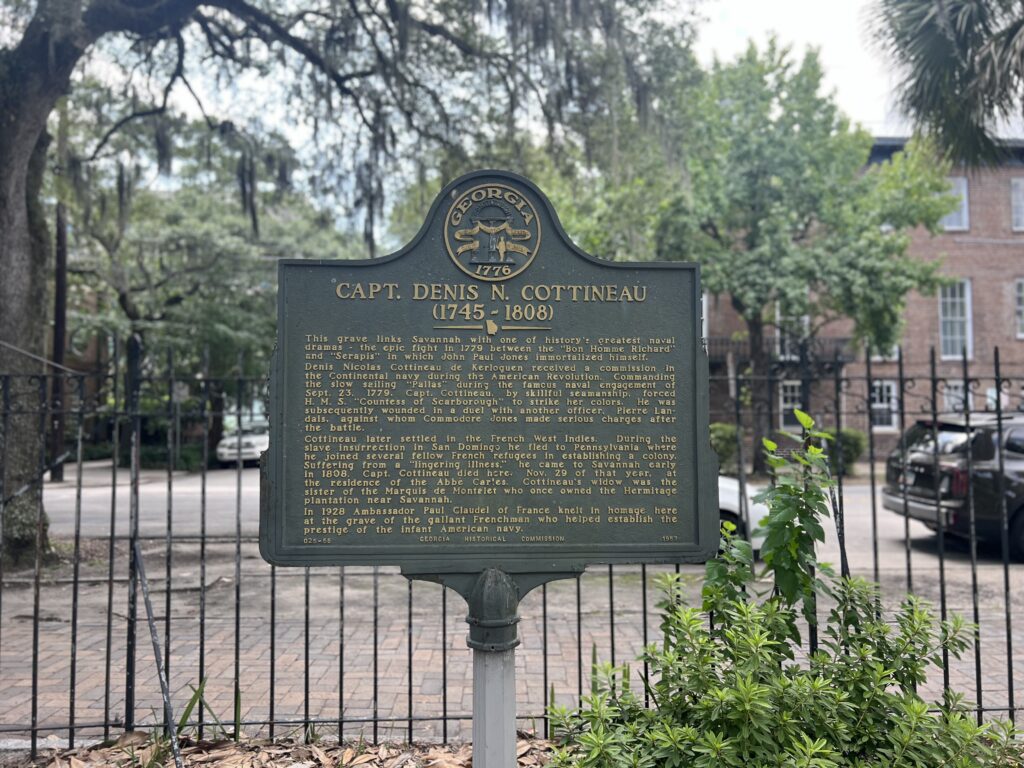 GEORGIA
1776
CAPT. DENIS N. COTTINEAU
(1745 - 1808)
This grave links Savannah with one of history's greatest naval
dramas - the epic fight in 1779 between the "Bon Homme Richard"
and "Serapis" in which John Paul Jones immortalized himself.
Denis Nicolas Cottineau de Kerloguen received a commission in
the Continental navy during the American Revolution. Commanding
the slow sailing "Pallas" during the famous naval engagement of
Sept. 23, 1779, Capt. Cottineau, by skillful seamanship, forced
H. M. S. "Countess of Scarborough" to strike her colors. He was
subsequently wounded in a duel with another officer, Pierre Lan-
dais, against whom Commodore Jones made serious charges after
the battle.
Cottineau later settled in the French West Indies. During the
slave insurrection in San Domingo he fled to Pennsylvania where
he joined several fellow French refugees in establishing a colony.
Suffering from a "lingering illness," he came to Savannah early
in 1808. Capt. Cottineau died here, Nov. 29 of that year, at
the residence of the Abbe Carles. Cottineau's widow was the
sister of the Marquis de Montalet who once owned the Hermitage
plantation near Savannah.
In 1928 Ambassador Paul Claudel of France knelt in homage here
at the grave of the gallant Frenchman who helped establish the
prestige of the infant American navy.
025-56 GEORGIA HISTORICAL COMMISSION 1957